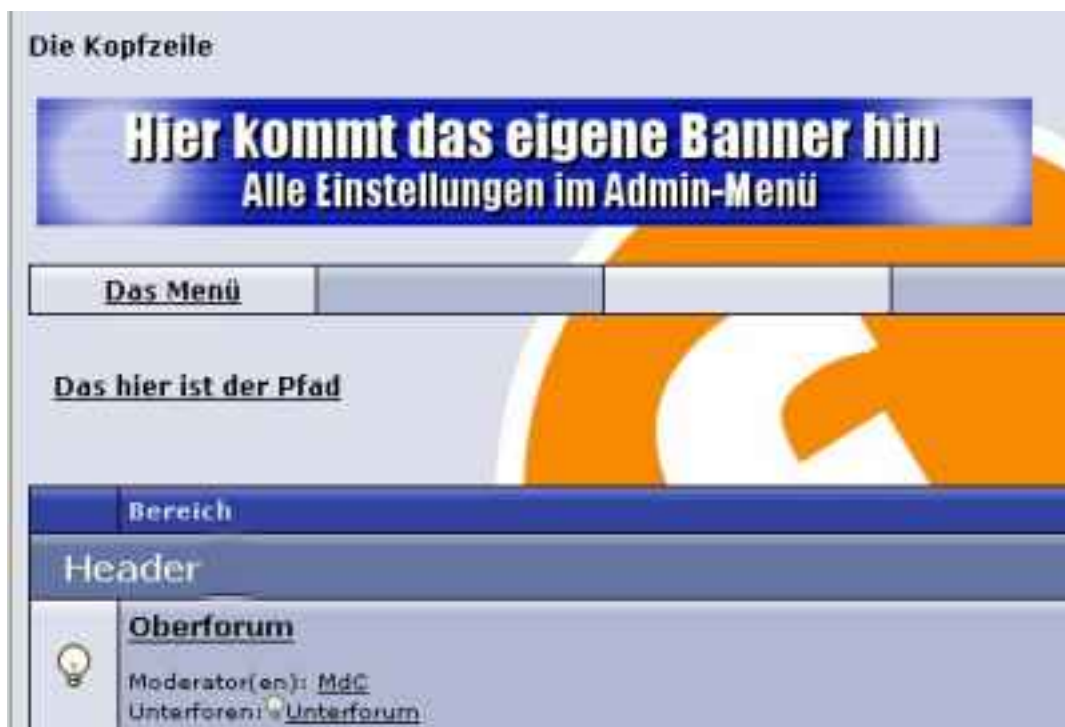 Die Kopfzeile
Hier kommt das eigene Banner hin
Alle Einstellungen im Admin-Menü
Das Menü
Das hier ist der Pfad
Bereich
Header
Oberforum
Moderator(en): MdC
Unterforen: Unterforum